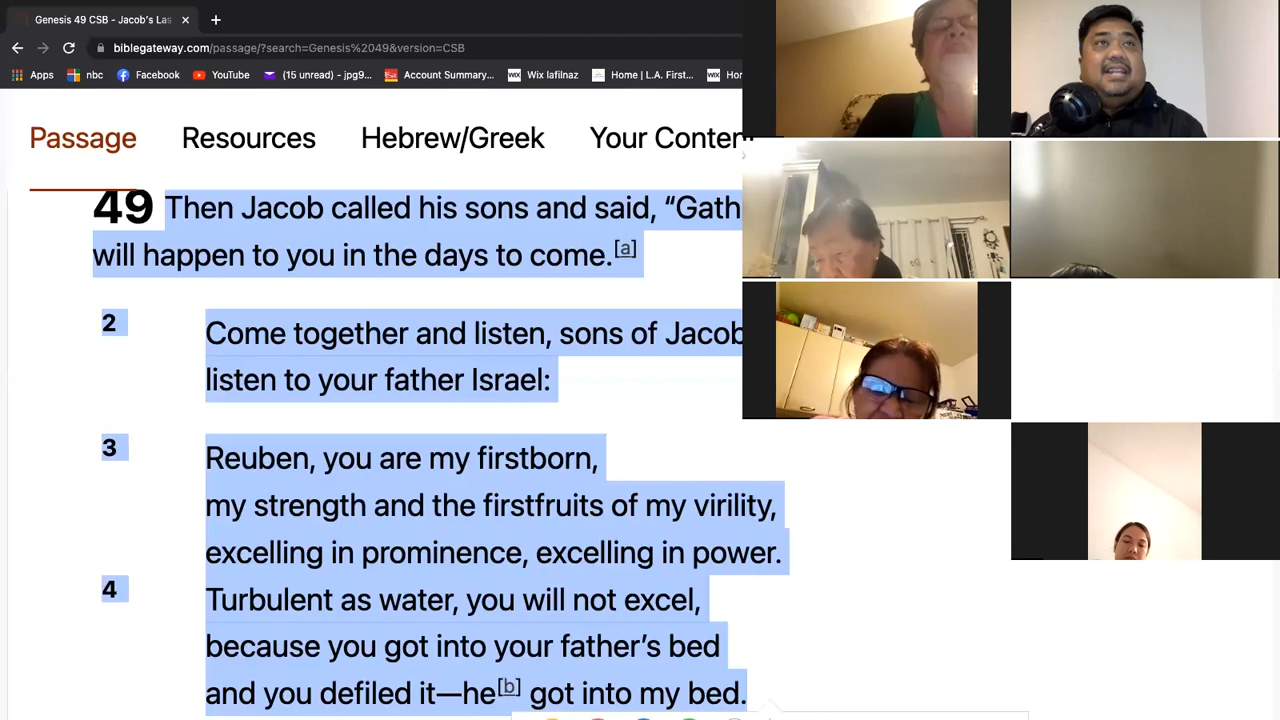 Genesis 49 CSB - Jacob's Las
biblegateway.com/passage/?search=Genesis%2049&version=CSB
Apps nbc Facebook YouTube (15 unread) - jpg9... Account Summary... Wix lafilnaz Home | L.A. First... Hor
Passage Resources Hebrew/Greek Your Conten
49 Then Jacob called his sons and said, “Gath
will happen to you in the days to come.[a]
2 Come together and listen, sons of Jacob
listen to your father Israel:
3 Reuben, you are my firstborn,
my strength and the firstfruits of my virility,
excelling in prominence, excelling in power.
4 Turbulent as water, you will not excel,
because you got into your father’s bed
and you defiled it—he[b] got into my bed.